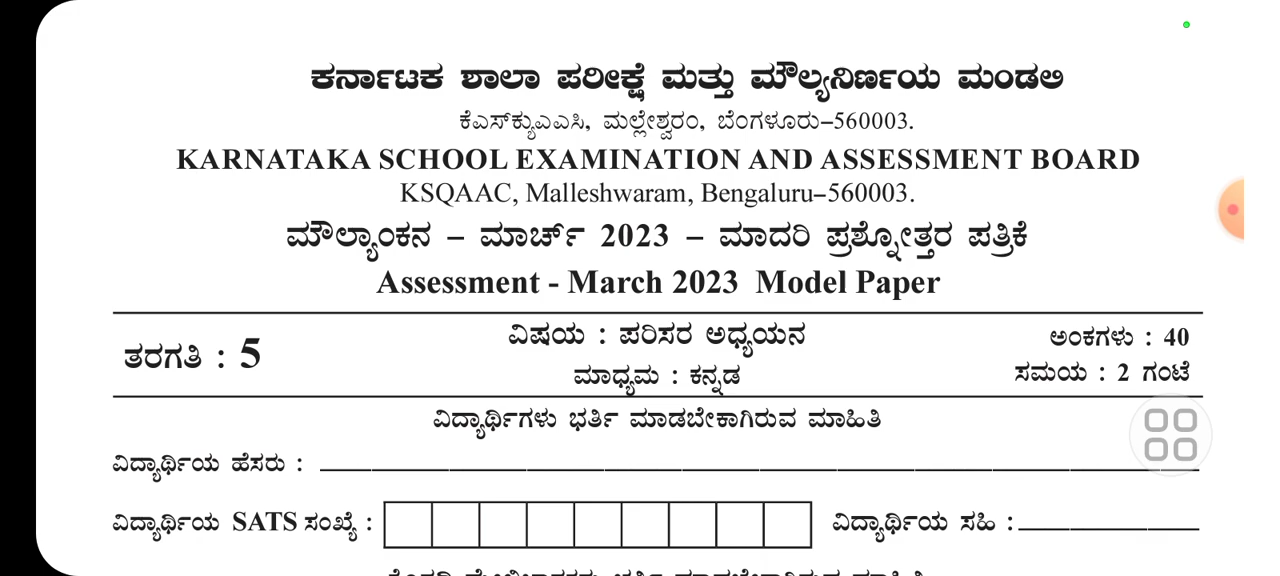 ಕರ್ನಾಟಕ ಶಾಲಾ ಪರೀಕ್ಷೆ ಮತ್ತು ಮೌಲ್ಯನಿರ್ಣಯ ಮಂಡಲಿ
ಕೆಎಸ್‌ಕ್ಯುಎಎಸಿ, ಮಲ್ಲೇಶ್ವರಂ, ಬೆಂಗಳೂರು–560003.
KARNATAKA SCHOOL EXAMINATION AND ASSESSMENT BOARD
KSQAAC, Malleshwaram, Bengaluru–560003.
ಮೌಲ್ಯಾಂಕನ – ಮಾರ್ಚ್ 2023 – ಮಾದರಿ ಪ್ರಶ್ನೋತ್ತರ ಪತ್ರಿಕೆ
Assessment - March 2023 Model Paper
ತರಗತಿ : 5
ವಿಷಯ : ಪರಿಸರ ಅಧ್ಯಯನ
ಮಾಧ್ಯಮ : ಕನ್ನಡ
ಅಂಕಗಳು : 40
ಸಮಯ : 2 ಗಂಟೆ
ವಿದ್ಯಾರ್ಥಿಗಳು ಭರ್ತಿ ಮಾಡಬೇಕಾಗಿರುವ ಮಾಹಿತಿ
ವಿದ್ಯಾರ್ಥಿಯ ಹೆಸರು :
ವಿದ್ಯಾರ್ಥಿಯ SATS ಸಂಖ್ಯೆ : ವಿದ್ಯಾರ್ಥಿಯ ಸಹಿ :